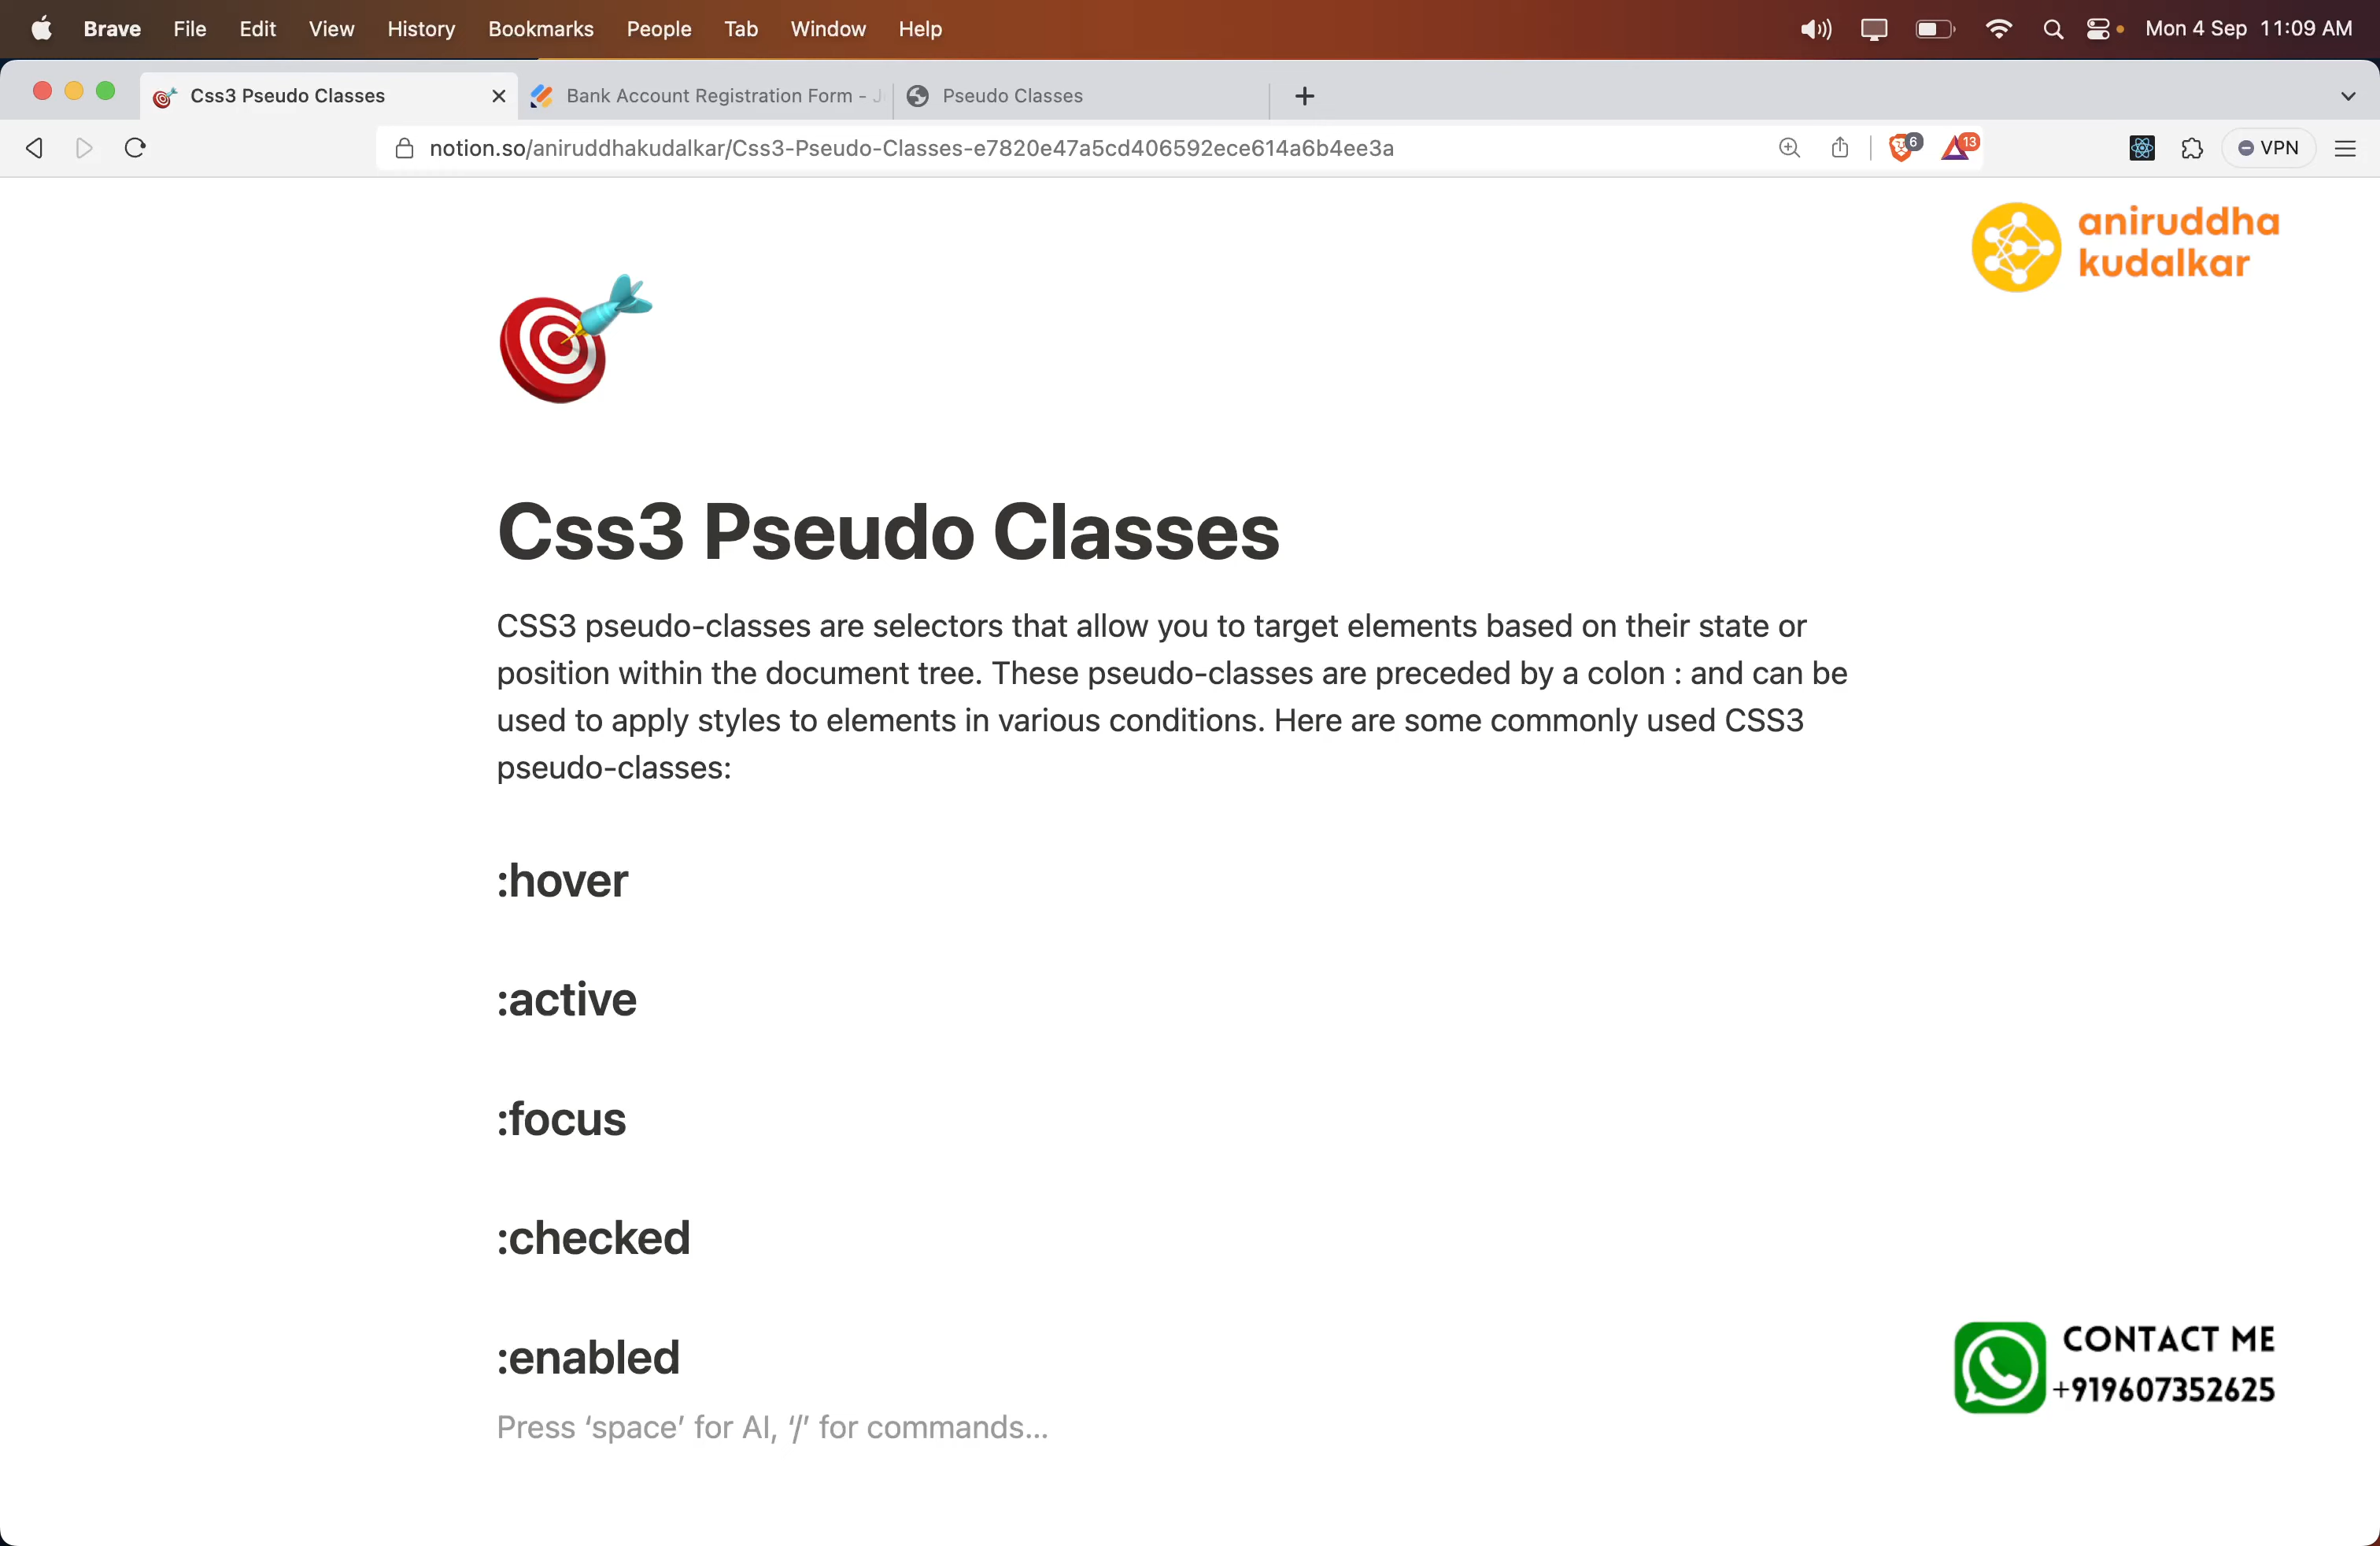 Brave File Edit View History Bookmarks People Tab Window Help Mon 4 Sep 11:09 AM
Css3 Pseudo Classes Bank Account Registration Form - J Pseudo Classes
notion.so/aniruddhakudalkar/Css3-Pseudo-Classes-e7820e47a5cd406592ece614a6b4ee3a 6 13 VPN
aniruddha
kudalkar
Css3 Pseudo Classes
CSS3 pseudo-classes are selectors that allow you to target elements based on their state or
position within the document tree. These pseudo-classes are preceded by a colon : and can be
used to apply styles to elements in various conditions. Here are some commonly used CSS3
pseudo-classes:
:hover
:active
:focus
:checked
:enabled
Press ‘space’ for AI, ‘/’ for commands…
CONTACT ME
+919607352625